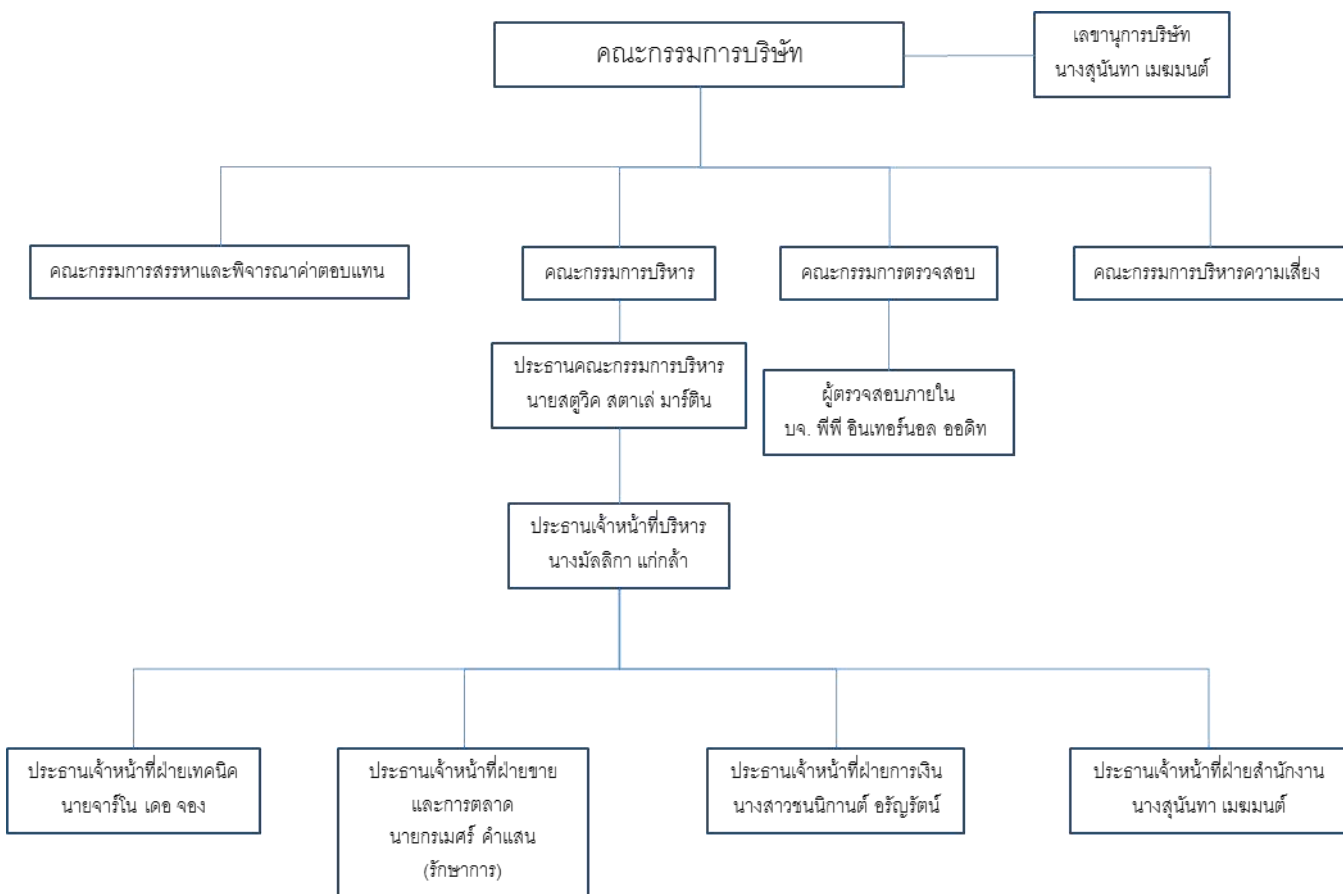 คณะกรรมการบริษัท
เลขานุการบริษัท
นางสุนันทา เมฆมนต์
คณะกรรมการสรรหาและพิจารณาค่าตอบแทน
คณะกรรมการบริหาร
คณะกรรมการตรวจสอบ
คณะกรรมการบริหารความเสี่ยง
ประธานคณะกรรมการบริหาร
นายสตูวิค สตาเล่ มาร์ติน
ผู้ตรวจสอบภายใน
บจ. พีพี อินเทอร์นอล ออดิท
ประธานเจ้าหน้าที่บริหาร
นางมัลลิกา แก่กล้า
ประธานเจ้าหน้าที่ฝ่ายเทคนิค
นายจาร์โน เดอ จอง
ประธานเจ้าหน้าที่ฝ่ายขาย
และการตลาด
นายกรเมศร์ คำแสน
(รักษาการ)
ประธานเจ้าหน้าที่ฝ่ายการเงิน
นางสาวชนนิกานต์ อรัญรัตน์
ประธานเจ้าหน้าที่ฝ่ายสำนักงาน
นางสุนันทา เมฆมนต์